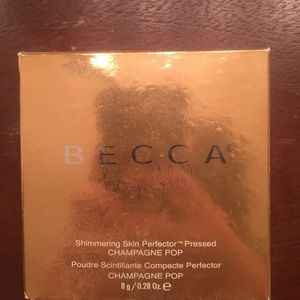 BECCA®
Shimmering Skin Perfector™ Pressed
CHAMPAGNE POP
Poudre Scintillante Compacte Perfector
CHAMPAGNE POP
8 g / 0.28 Oz. ℮